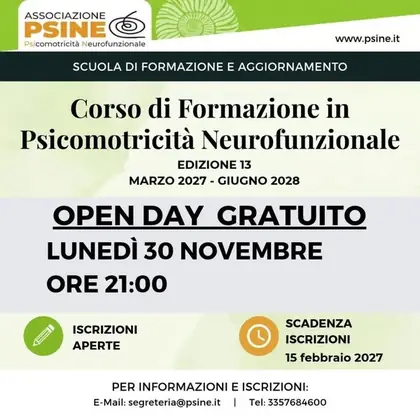 ASSOCIAZIONE
PSINE
Psicomotricità Neurofunzionale
www.psine.it
SCUOLA DI FORMAZIONE E AGGIORNAMENTO
Corso di Formazione in
Psicomotricità Neurofunzionale
EDIZIONE 13
MARZO 2027 - GIUGNO 2028
OPEN DAY GRATUITO
LUNEDÌ 30 NOVEMBRE
ORE 21:00
ISCRIZIONI
APERTE
SCADENZA
ISCRIZIONI
15 febbraio 2027
PER INFORMAZIONI E ISCRIZIONI:
E-Mail: segreteria@psine.it | Tel: 3357684600